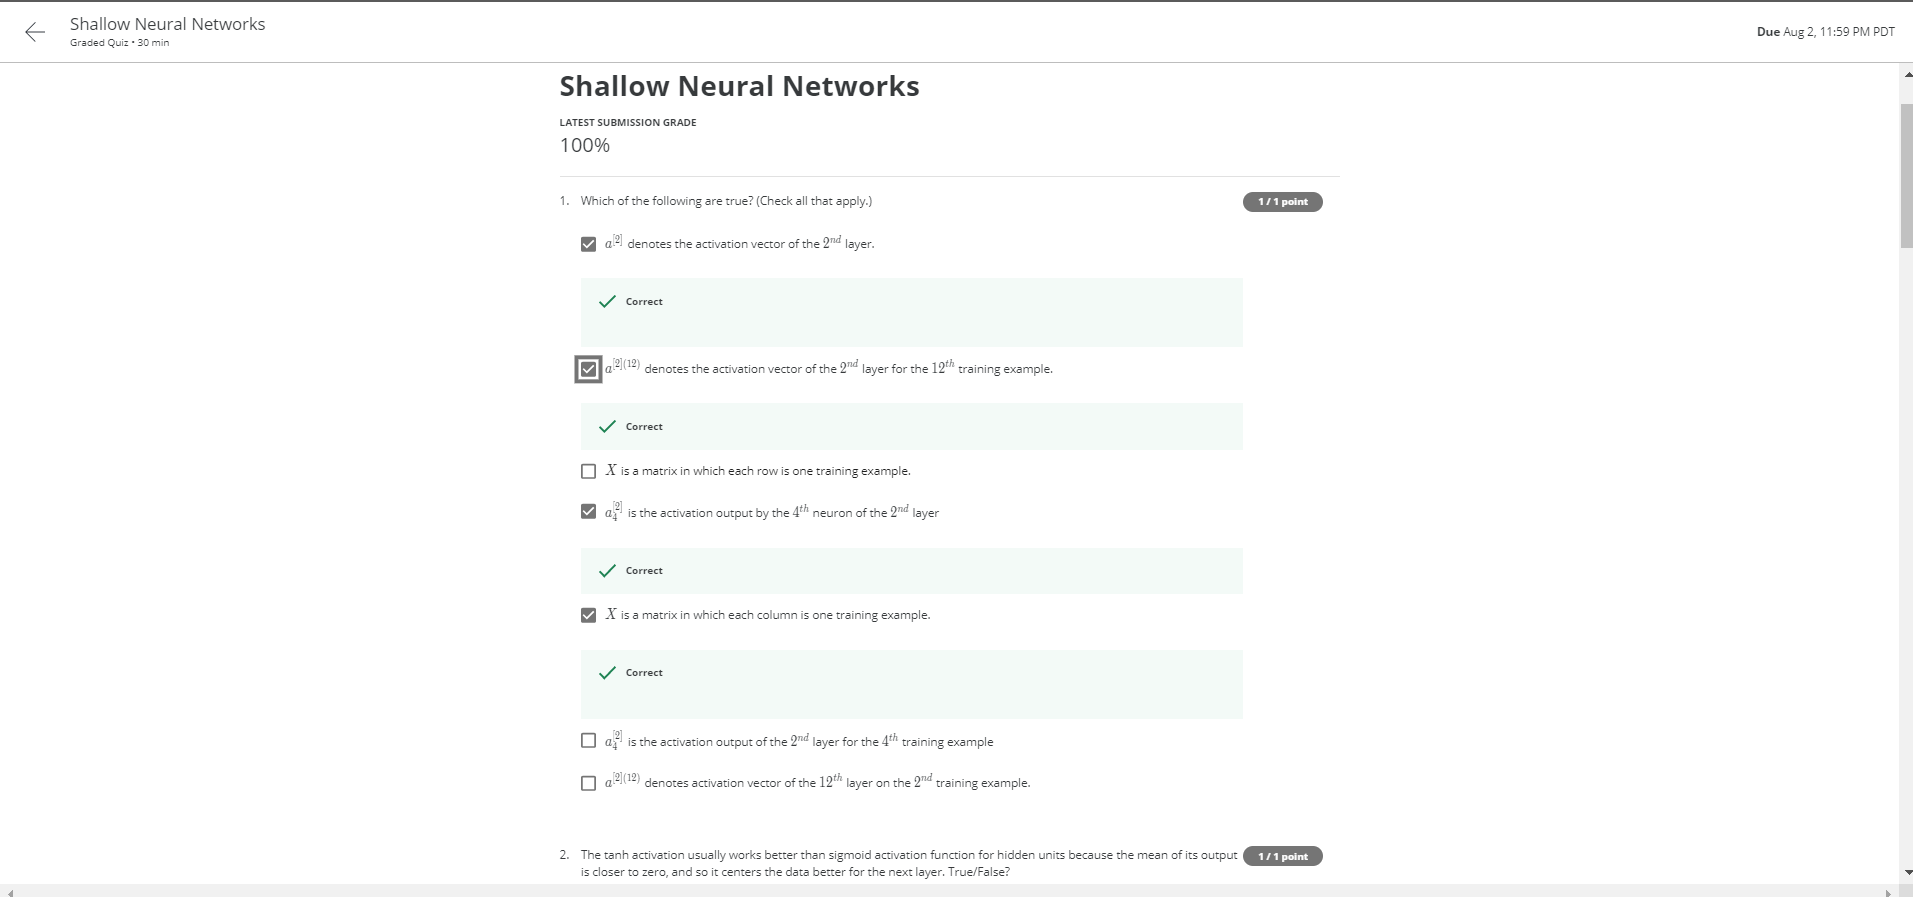 Shallow Neural Networks
Graded Quiz • 30 min
Due Aug 2, 11:59 PM PDT
Shallow Neural Networks
LATEST SUBMISSION GRADE
100%
1. Which of the following are true? (Check all that apply.)
1 / 1 point
a^[2] denotes the activation vector of the 2^nd layer.
Correct
a^[2](12) denotes the activation vector of the 2^nd layer for the 12^th training example.
Correct
X is a matrix in which each row is one training example.
a_4^[2] is the activation output by the 4^th neuron of the 2^nd layer
Correct
X is a matrix in which each column is one training example.
Correct
a_4^[2] is the activation output of the 2^nd layer for the 4^th training example
a^[2](12) denotes activation vector of the 12^th layer on the 2^nd training example.
2. The tanh activation usually works better than sigmoid activation function for hidden units because the mean of its output
1 / 1 point
is closer to zero, and so it centers the data better for the next layer. True/False?